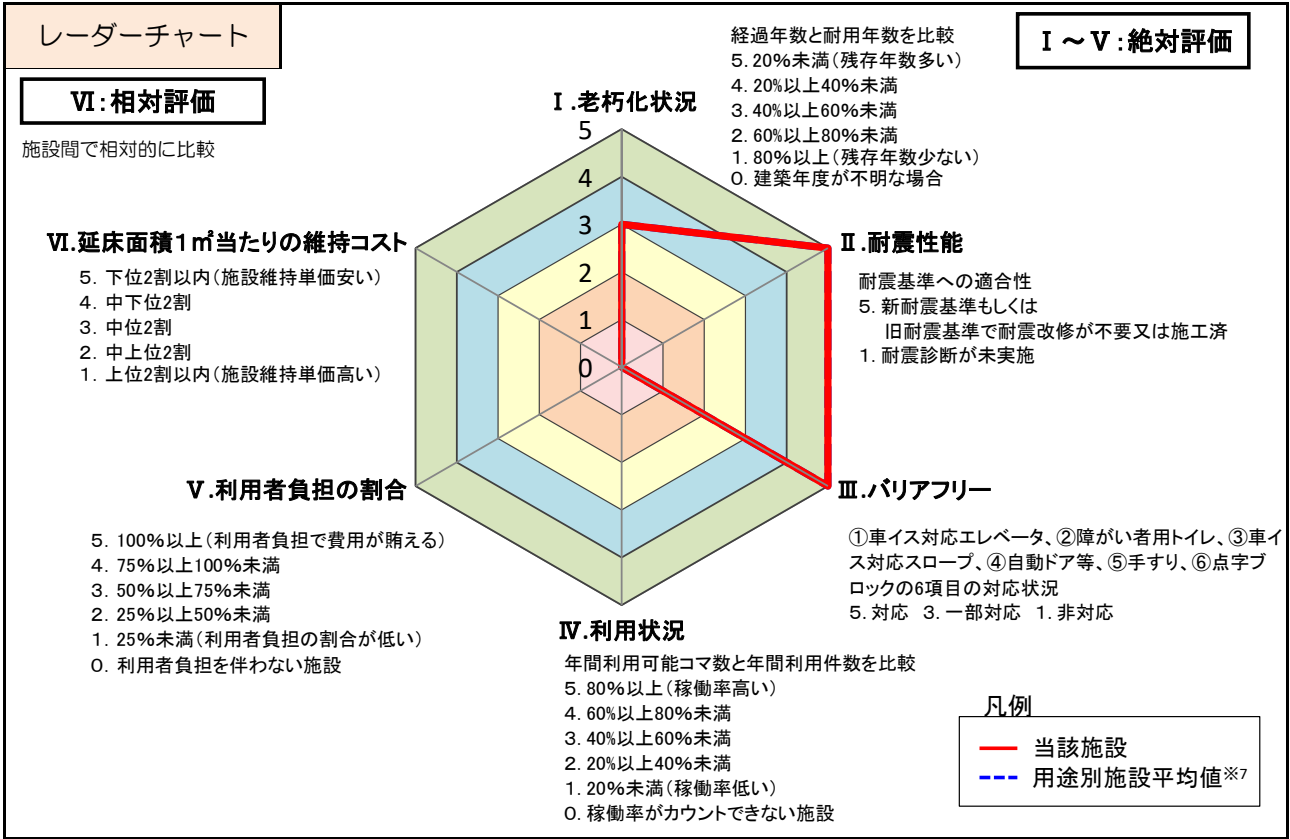 レーダーチャート
Ⅵ:相対評価
施設間で相対的に比較
Ⅰ～Ⅴ:絶対評価
Ⅰ.老朽化状況
経過年数と耐用年数を比較
5. 20%未満(残存年数多い)
4. 20%以上40%未満
3. 40%以上60%未満
2. 60%以上80%未満
1. 80%以上(残存年数少ない)
0. 建築年度が不明な場合
5
4
3
2
1
0
Ⅱ.耐震性能
耐震基準への適合性
5. 新耐震基準もしくは
旧耐震基準で耐震改修が不要又は施工済
1. 耐震診断が未実施
Ⅲ.バリアフリー
①車イス対応エレベータ、②障がい者用トイレ、③車イ
ス対応スロープ、④自動ドア等、⑤手すり、⑥点字ブ
ロックの6項目の対応状況
5. 対応 3. 一部対応 1. 非対応
Ⅳ.利用状況
年間利用可能コマ数と年間利用件数を比較
5. 80%以上(稼働率高い)
4. 60%以上80%未満
3. 40%以上60%未満
2. 20%以上40%未満
1. 20%未満(稼働率低い)
0. 稼働率がカウントできない施設
Ⅴ.利用者負担の割合
5. 100%以上(利用者負担で費用が賄える)
4. 75%以上100%未満
3. 50%以上75%未満
2. 25%以上50%未満
1. 25%未満(利用者負担の割合が低い)
0. 利用者負担を伴わない施設
Ⅵ.延床面積1㎡当たりの維持コスト
5. 下位2割以内(施設維持単価安い)
4. 中下位2割
3. 中位2割
2. 中上位2割
1. 上位2割以内(施設維持単価高い)
凡例
当該施設
用途別施設平均値※7